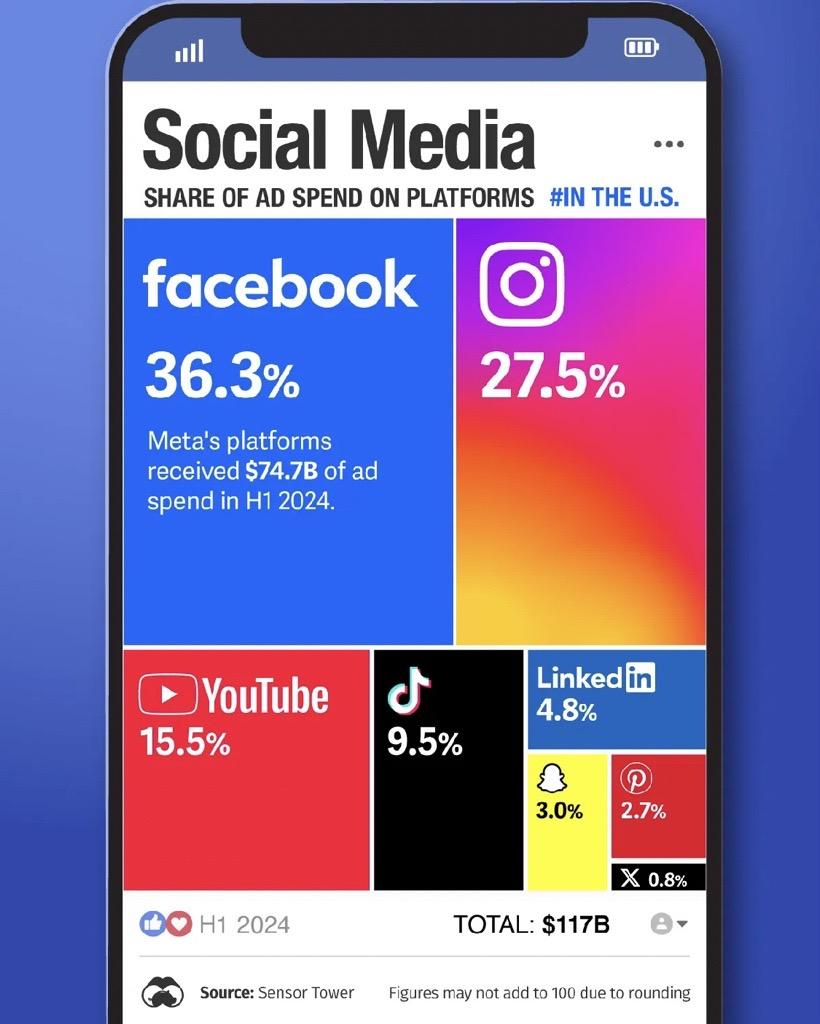 Social Media
SHARE OF AD SPEND ON PLATFORMS #IN THE U.S.
facebook
36.3%
Meta's platforms
received $74.7B of ad
spend in H1 2024.
27.5%
YouTube
15.5%
9.5%
Linkedin
4.8%
3.0%
2.7%
X 0.8%
H1 2024 TOTAL: $117B
Source: Sensor Tower Figures may not add to 100 due to rounding